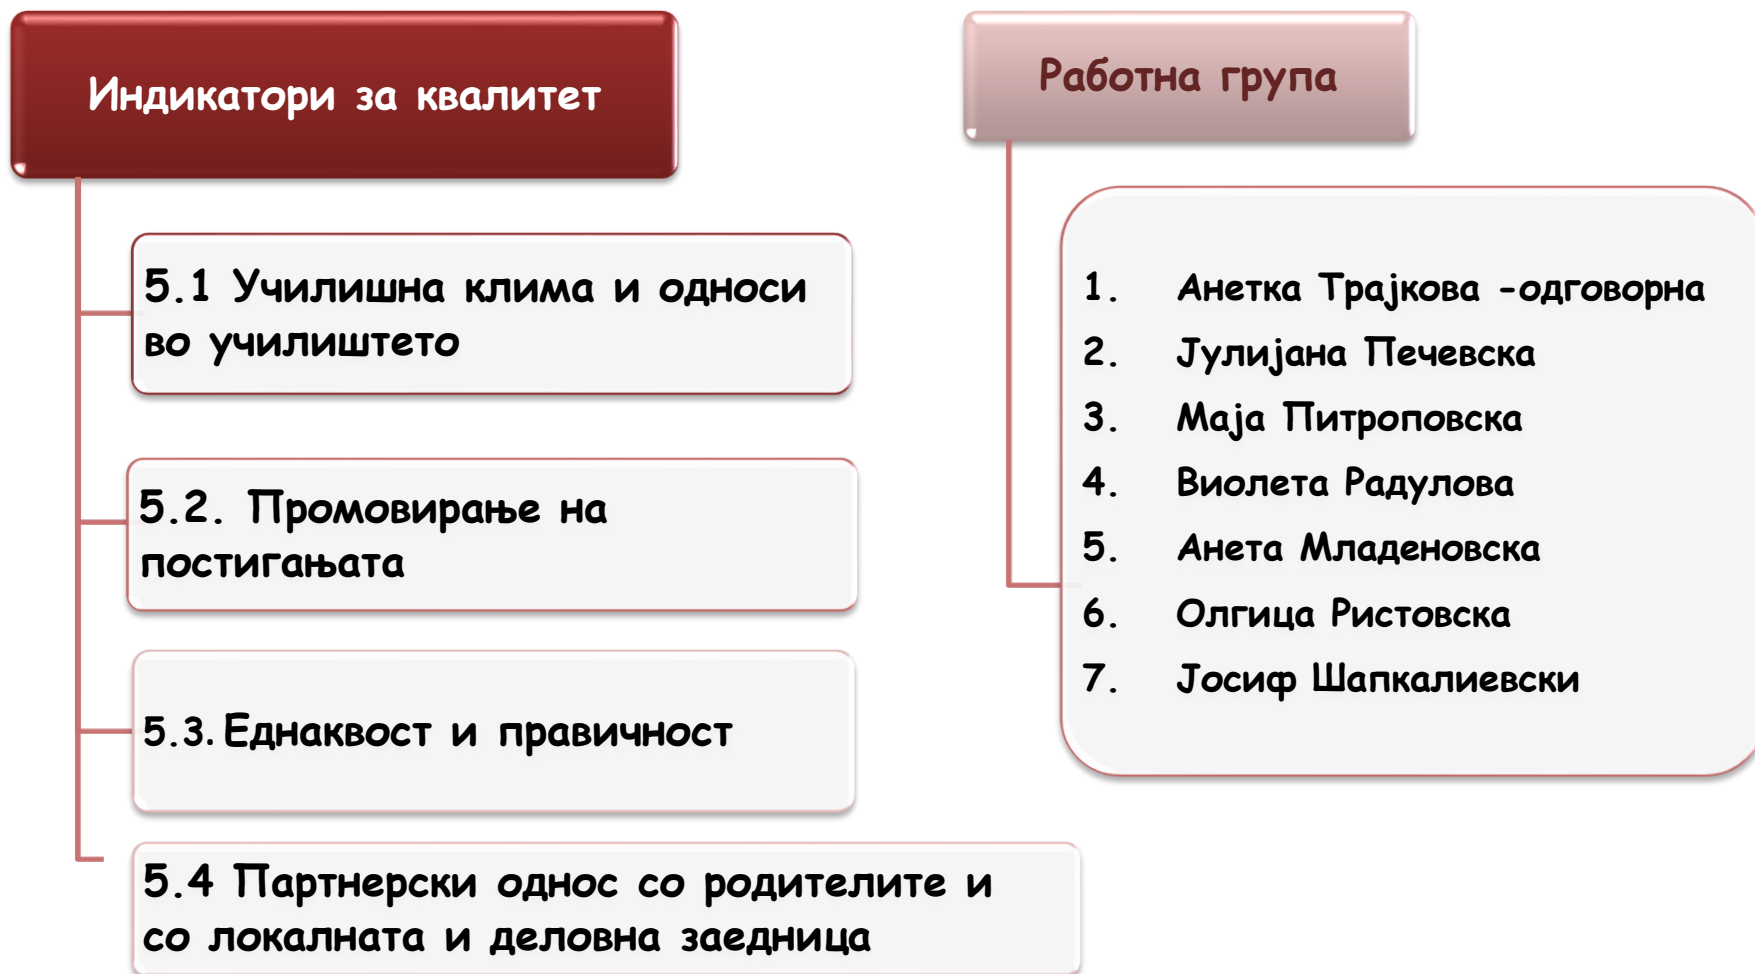 Индикатори за квалитет
5.1 Училишна клима и односи
во училиштето
5.2. Промовирање на
постигањата
5.3. Еднаквост и правичност
5.4 Партнерски однос со родителите и
со локалната и деловна заедница
Работна група
1. Анетка Трајкова -одговорна
2. Јулијана Печевска
3. Маја Питроповска
4. Виолета Радулова
5. Анета Младеновска
6. Олгица Ристовска
7. Јосиф Шапкалиевски